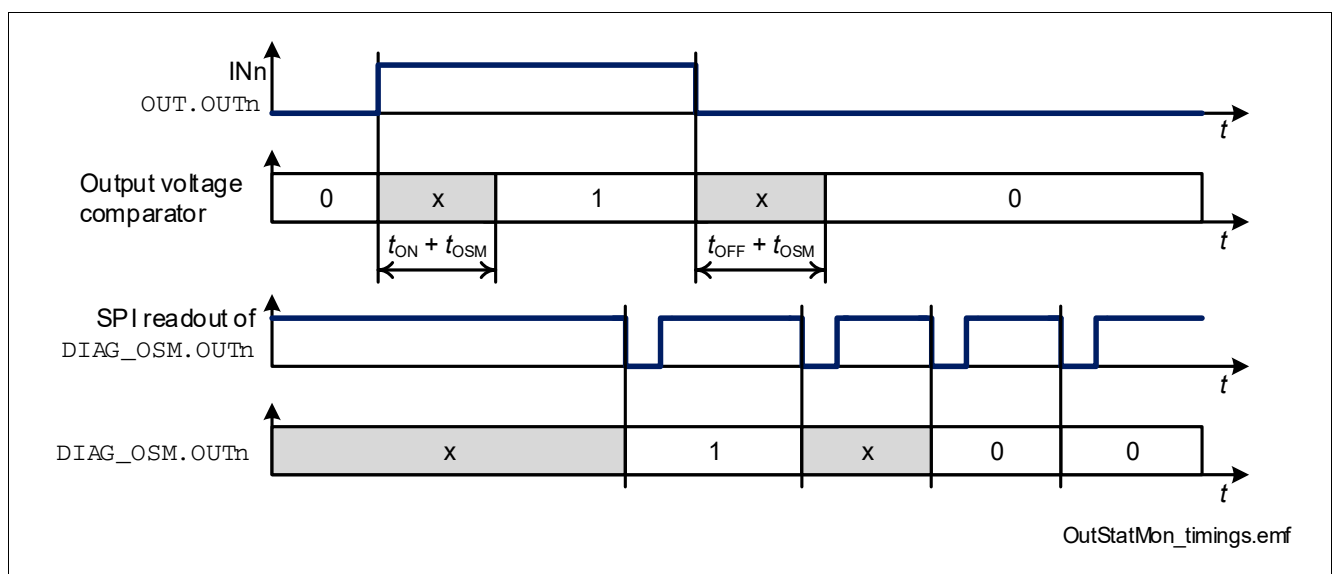 INn
OUT.OUTn
t
Output voltage
comparator
0 x 1 x 0
t
tON + tOSM tOFF + tOSM
SPI readout of
DIAG_OSM.OUTn
t
DIAG_OSM.OUTn
x 1 x 0 0
t
OutStatMon_timings.emf